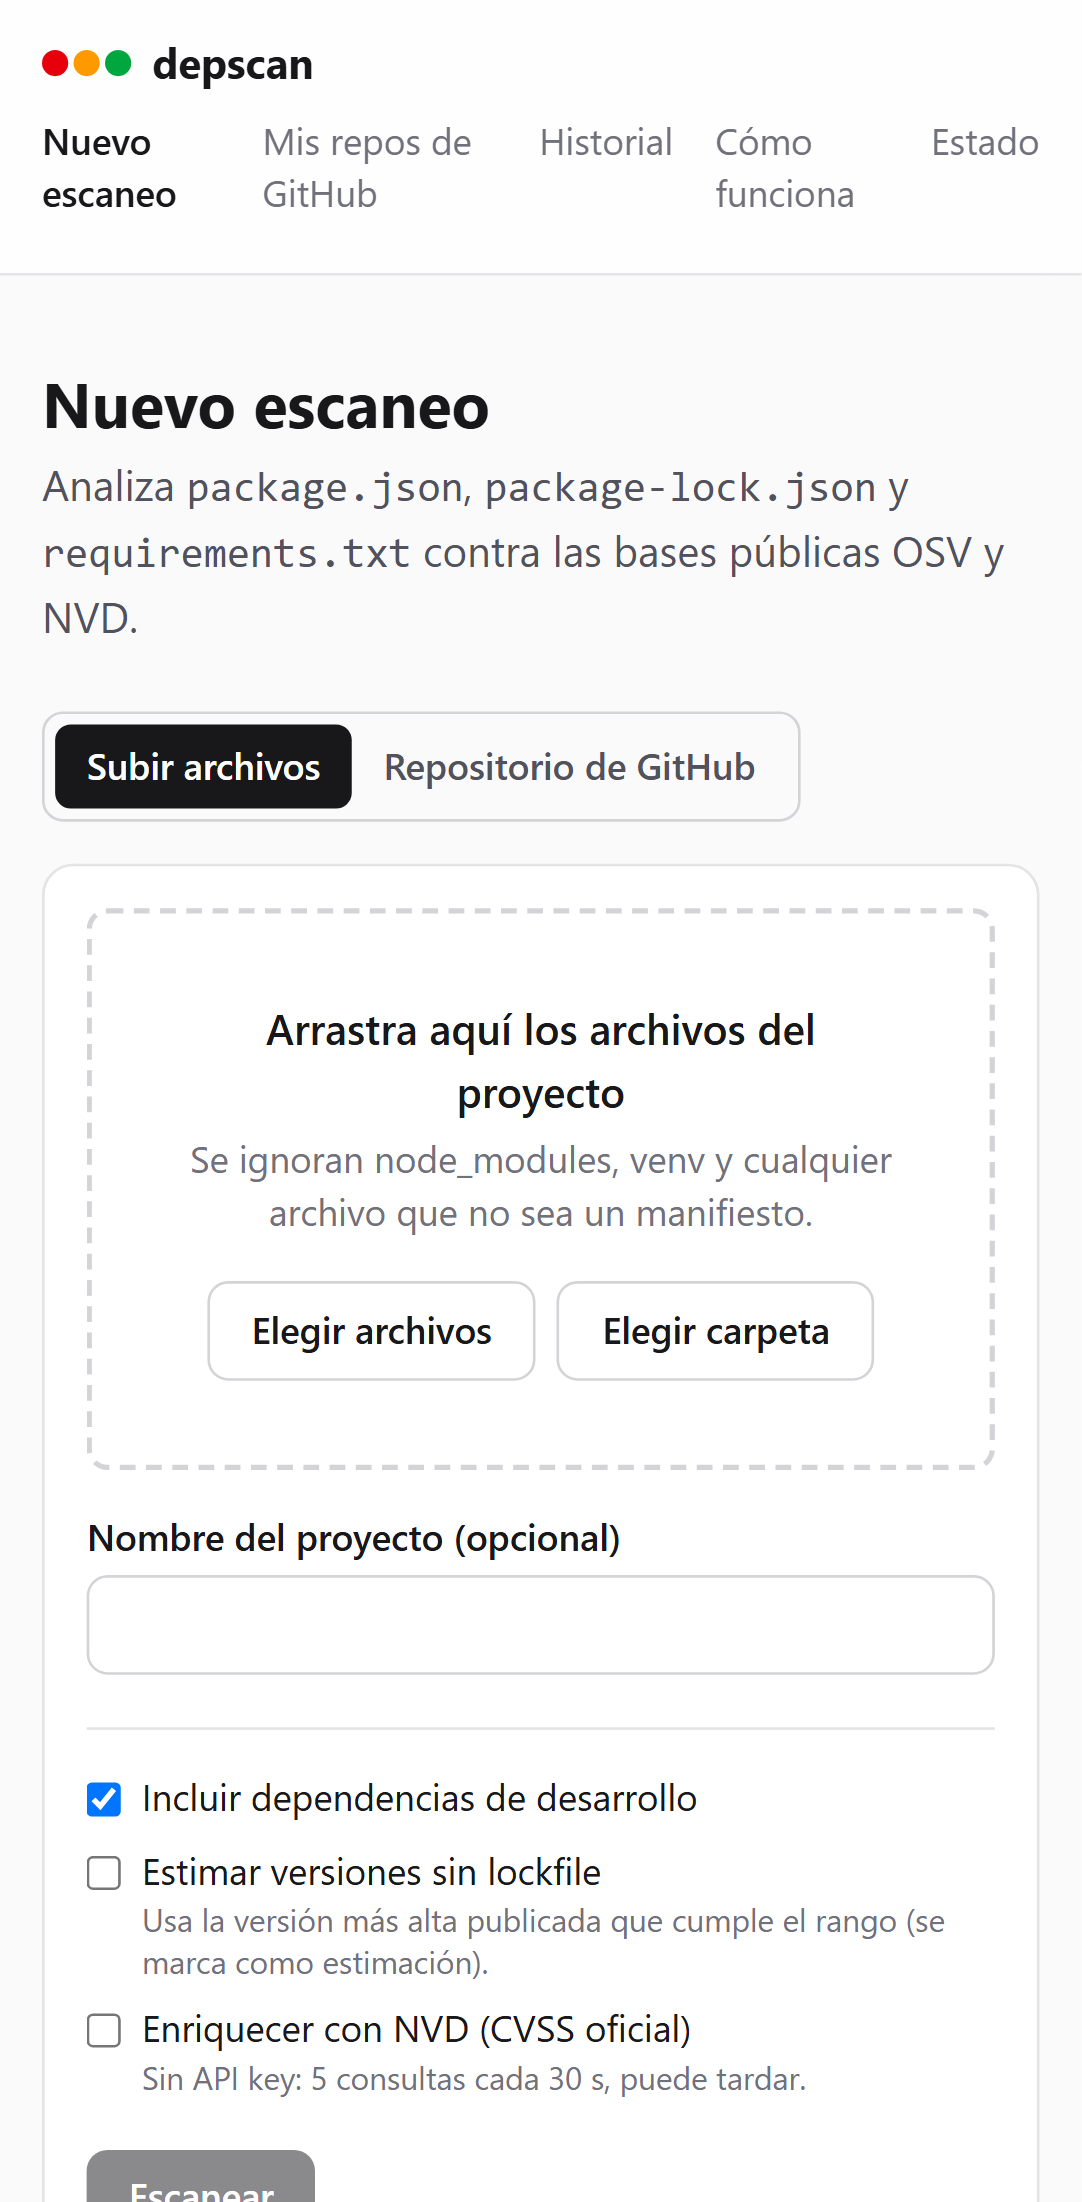 depscan
Nuevo escaneo
Mis repos de GitHub
Historial
Cómo funciona
Estado
Nuevo escaneo
Analiza package.json, package-lock.json y
requirements.txt contra las bases públicas OSV y
NVD.
Subir archivos
Repositorio de GitHub
Arrastra aquí los archivos del
proyecto
Se ignoran node_modules, venv y cualquier
archivo que no sea un manifiesto.
Elegir archivos
Elegir carpeta
Nombre del proyecto (opcional)
Incluir dependencias de desarrollo
Estimar versiones sin lockfile
Usa la versión más alta publicada que cumple el rango (se
marca como estimación).
Enriquecer con NVD (CVSS oficial)
Sin API key: 5 consultas cada 30 s, puede tardar.
Escanear